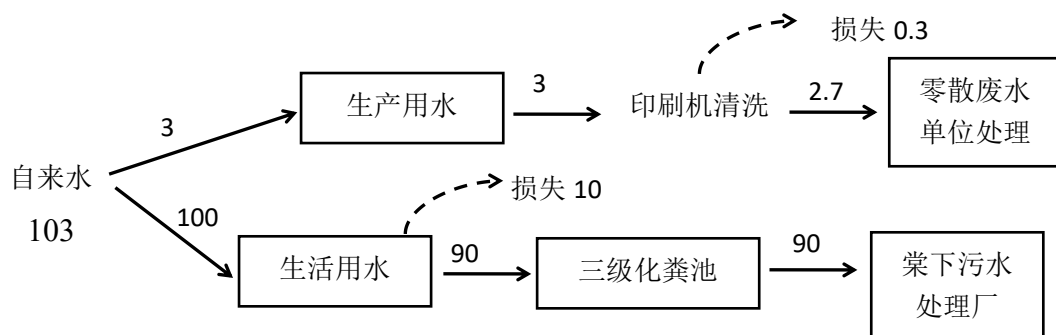 损失 0.3
生产用水
3
印刷机清洗
2.7
零散废水
单位处理
3
自来水
103
损失 10
100
生活用水
90
三级化粪池
90
棠下污水
处理厂